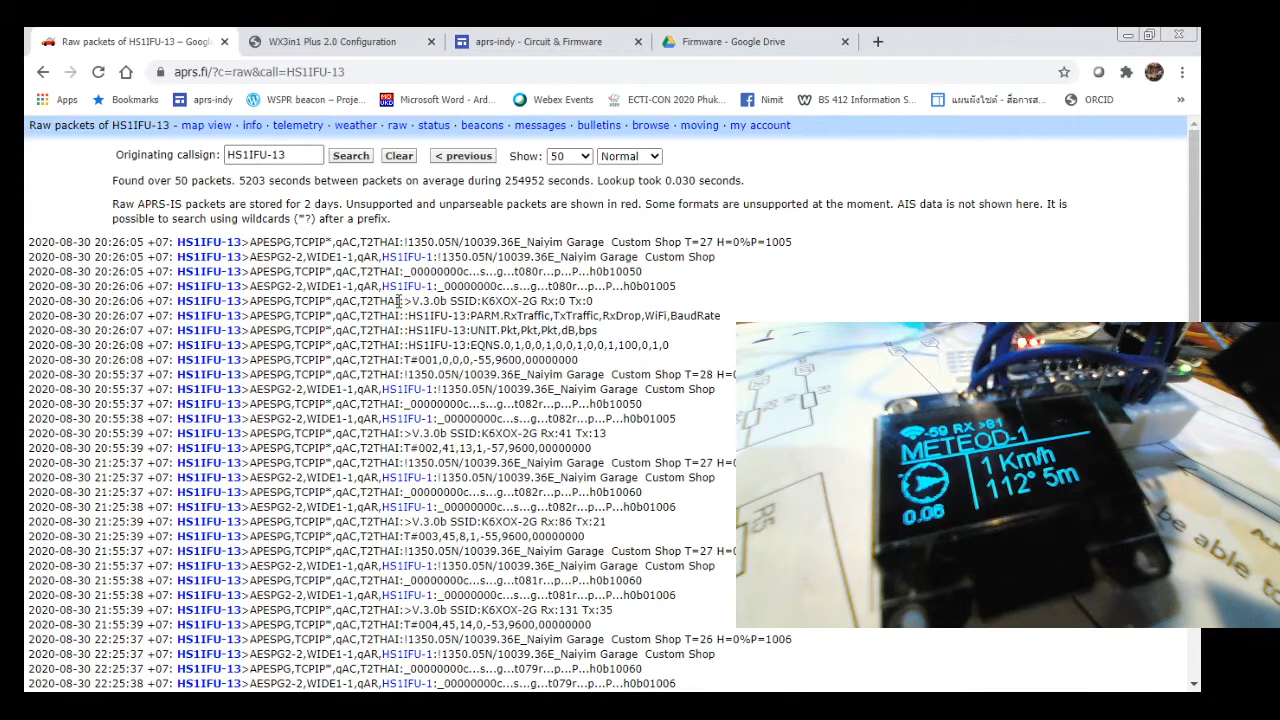 Raw packets of HS1IFU-13 – Googl
WX3in1 Plus 2.0 Configuration
aprs-indy - Circuit & Firmware
Firmware - Google Drive
aprs.fi/?c=raw&call=HS1IFU-13
Apps
Bookmarks
aprs-indy
WSPR beacon – Proje...
Microsoft Word - Ard...
Webex Events
ECTI-CON 2020 Phuk...
Nimit
BS 412 Information S...
แผนผังไซต์ - สื่อการส...
ORCID
»
Raw packets of HS1IFU-13 - map view · info · telemetry · weather · raw · status · beacons · messages · bulletins · browse · moving · my account
Originating callsign: HS1IFU-13 Search Clear < previous Show: 50 Normal
Found over 50 packets. 5203 seconds between packets on average during 254952 seconds. Lookup took 0.030 seconds.
Raw APRS-IS packets are stored for 2 days. Unsupported and unparseable packets are shown in red. Some formats are unsupported at the moment. AIS data is not shown here. It is
possible to search using wildcards (*?) after a prefix.
2020-08-30 20:26:05 +07: HS1IFU-13>APESPG,TCPIP*,qAC,T2THAI:!1350.05N/10039.36E_Naiyim Garage Custom Shop T=27 H=0%P=1005
2020-08-30 20:26:06 +07: HS1IFU-13>AESPG2-2,WIDE1-1,qAR,HS1IFU-1:!1350.05N/10039.36E_Naiyim Garage Custom Shop
2020-08-30 20:26:05 +07: HS1IFU-13>APESPG,TCPIP*,qAC,T2THAI:_00000000c...s...g...t080r...p...P...h0b10050
2020-08-30 20:26:06 +07: HS1IFU-13>AESPG2-2,WIDE1-1,qAR,HS1IFU-1:_00000000c...s...g...t080r...p...P...h0b01005
2020-08-30 20:26:06 +07: HS1IFU-13>APESPG,TCPIP*,qAC,T2THAI:>V.3.0b SSID:K6XOX-2G Rx:0 Tx:0
2020-08-30 20:26:07 +07: HS1IFU-13>APESPG,TCPIP*,qAC,T2THAI::HS1IFU-13:PARM.RxTraffic,TxTraffic,RxDrop,WiFi,BaudRate
2020-08-30 20:26:07 +07: HS1IFU-13>APESPG,TCPIP*,qAC,T2THAI::HS1IFU-13:UNIT.Pkt,Pkt,Pkt,dB,bps
2020-08-30 20:26:08 +07: HS1IFU-13>APESPG,TCPIP*,qAC,T2THAI::HS1IFU-13:EQNS.0,1,0,0,1,0,0,1,0,0,1,100,0,1,0
2020-08-30 20:26:08 +07: HS1IFU-13>APESPG,TCPIP*,qAC,T2THAI:T#001,0,0,0,-55,9600,00000000
2020-08-30 20:55:37 +07: HS1IFU-13>APESPG,TCPIP*,qAC,T2THAI:!1350.05N/10039.36E_Naiyim Garage Custom Shop T=28 H=0
2020-08-30 20:55:37 +07: HS1IFU-13>AESPG2-2,WIDE1-1,qAR,HS1IFU-1:!1350.05N/10039.36E_Naiyim Garage Custom Shop
2020-08-30 20:55:37 +07: HS1IFU-13>APESPG,TCPIP*,qAC,T2THAI:_00000000c...s...g...t082r...p...P...h0b10050
2020-08-30 20:55:38 +07: HS1IFU-13>AESPG2-2,WIDE1-1,qAR,HS1IFU-1:_00000000c...s...g...t082r...p...P...h0b01005
2020-08-30 20:55:39 +07: HS1IFU-13>APESPG,TCPIP*,qAC,T2THAI:>V.3.0b SSID:K6XOX-2G Rx:41 Tx:13
2020-08-30 20:55:39 +07: HS1IFU-13>APESPG,TCPIP*,qAC,T2THAI:T#002,41,13,1,-57,9600,00000000
2020-08-30 21:25:37 +07: HS1IFU-13>APESPG,TCPIP*,qAC,T2THAI:!1350.05N/10039.36E_Naiyim Garage Custom Shop T=27 H=0
2020-08-30 21:25:37 +07: HS1IFU-13>AESPG2-2,WIDE1-1,qAR,HS1IFU-1:!1350.05N/10039.36E_Naiyim Garage Custom Shop
2020-08-30 21:25:37 +07: HS1IFU-13>APESPG,TCPIP*,qAC,T2THAI:_00000000c...s...g...t082r...p...P...h0b10060
2020-08-30 21:25:38 +07: HS1IFU-13>AESPG2-2,WIDE1-1,qAR,HS1IFU-1:_00000000c...s...g...t082r...p...P...h0b01006
2020-08-30 21:25:39 +07: HS1IFU-13>APESPG,TCPIP*,qAC,T2THAI:>V.3.0b SSID:K6XOX-2G Rx:86 Tx:21
2020-08-30 21:25:39 +07: HS1IFU-13>APESPG,TCPIP*,qAC,T2THAI:T#003,45,8,1,-55,9600,00000000
2020-08-30 21:55:37 +07: HS1IFU-13>APESPG,TCPIP*,qAC,T2THAI:!1350.05N/10039.36E_Naiyim Garage Custom Shop T=27 H=0
2020-08-30 21:55:37 +07: HS1IFU-13>AESPG2-2,WIDE1-1,qAR,HS1IFU-1:!1350.05N/10039.36E_Naiyim Garage Custom Shop
2020-08-30 21:55:37 +07: HS1IFU-13>APESPG,TCPIP*,qAC,T2THAI:_00000000c...s...g...t081r...p...P...h0b10060
2020-08-30 21:55:38 +07: HS1IFU-13>AESPG2-2,WIDE1-1,qAR,HS1IFU-1:_00000000c...s...g...t081r...p...P...h0b01006
2020-08-30 21:55:39 +07: HS1IFU-13>APESPG,TCPIP*,qAC,T2THAI:>V.3.0b SSID:K6XOX-2G Rx:131 Tx:35
2020-08-30 21:55:39 +07: HS1IFU-13>APESPG,TCPIP*,qAC,T2THAI:T#004,45,14,0,-53,9600,00000000
2020-08-30 22:25:37 +07: HS1IFU-13>APESPG,TCPIP*,qAC,T2THAI:!1350.05N/10039.36E_Naiyim Garage Custom Shop T=26 H=0%P=1006
2020-08-30 22:25:37 +07: HS1IFU-13>AESPG2-2,WIDE1-1,qAR,HS1IFU-1:!1350.05N/10039.36E_Naiyim Garage Custom Shop
2020-08-30 22:25:37 +07: HS1IFU-13>APESPG,TCPIP*,qAC,T2THAI:_00000000c...s...g...t079r...p...P...h0b10060
2020-08-30 22:25:38 +07: HS1IFU-13>AESPG2-2,WIDE1-1,qAR,HS1IFU-1:_00000000c...s...g...t079r...p...P...h0b01006
-59 RX >81
METEOD-1
1 Km/h
112° 5m
0.06
R5
be able to